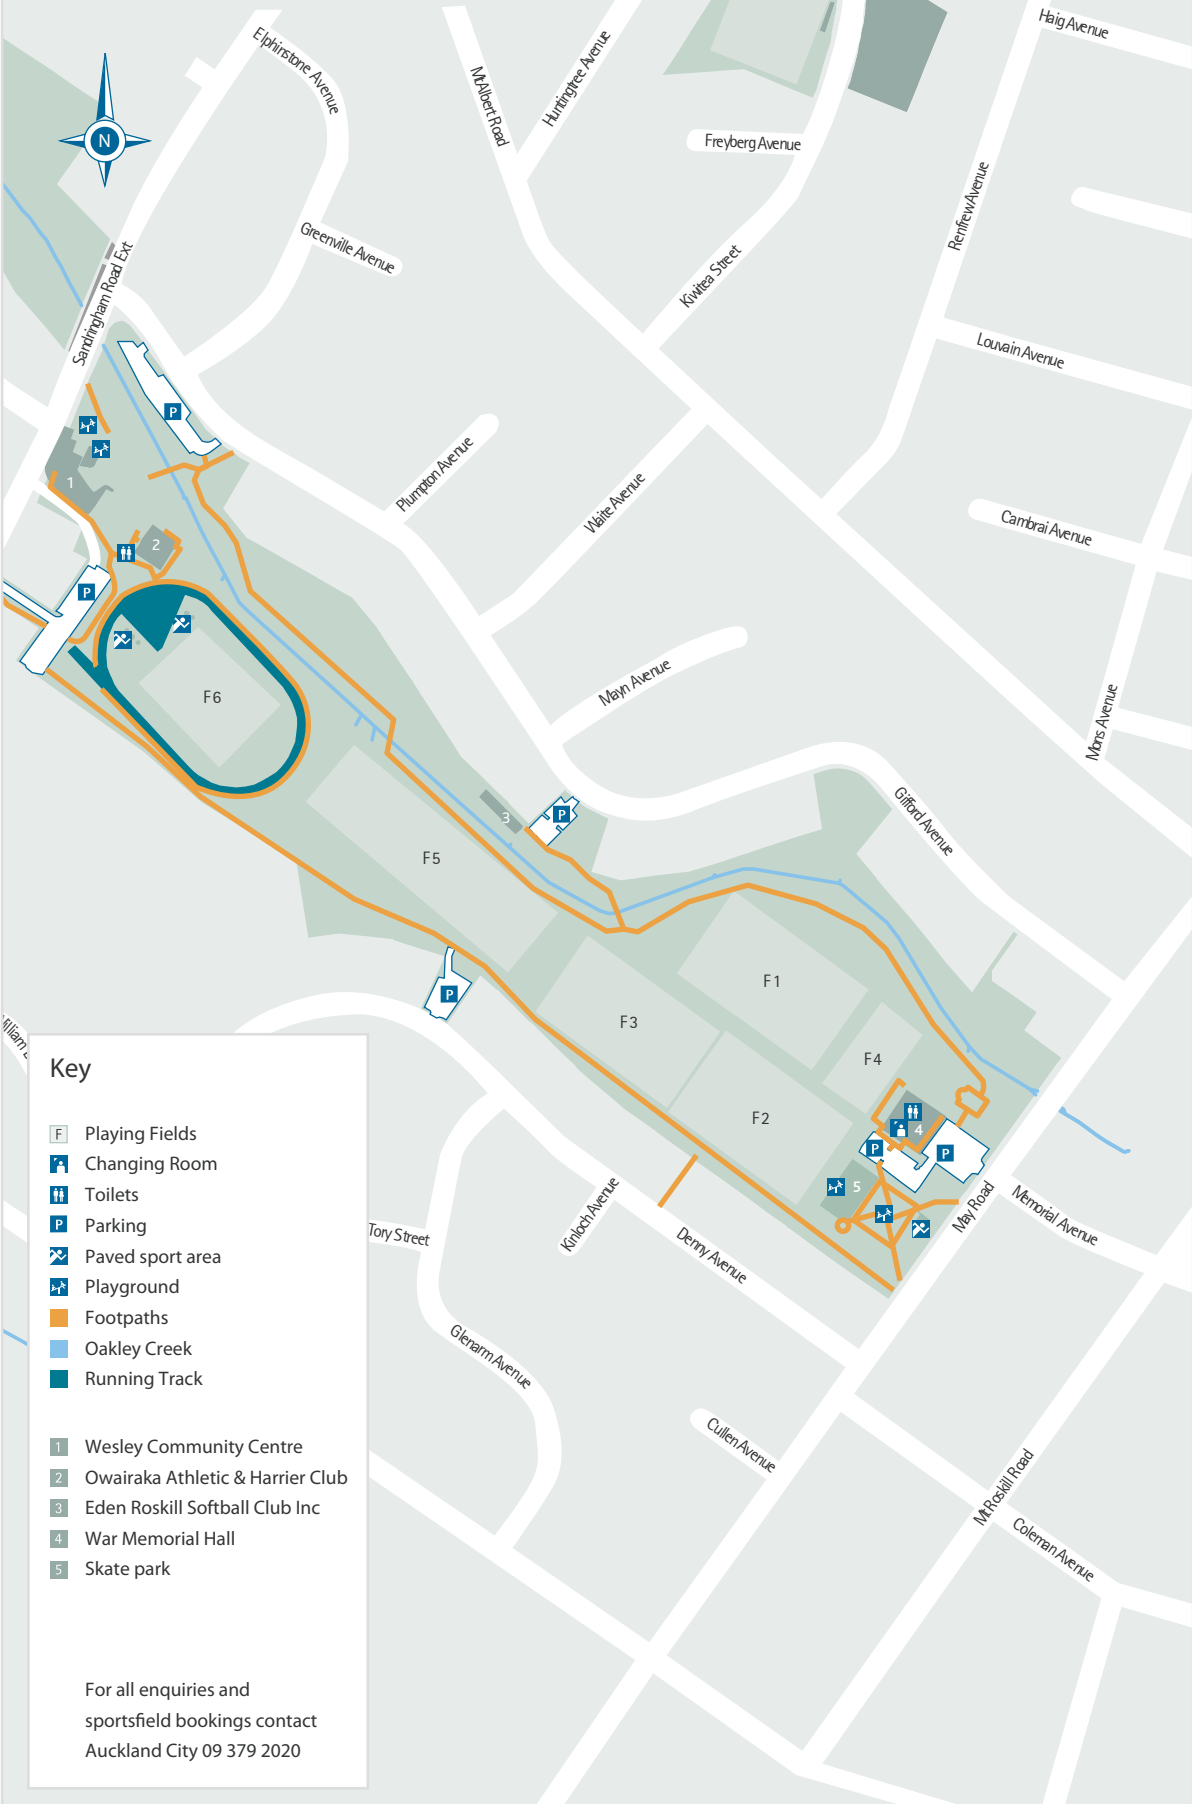 Haig Avenue
Elphinstone Avenue
Mt Albert Road
Huntingtree Avenue
Freyberg Avenue
N
Renfrew Avenue
Greenville Avenue
Kiwitea Street
Sandringham Road Ext
Louvain Avenue
P
Plumpton Avenue
Waite Avenue
1
Cambrai Avenue
2
P
Mayn Avenue
F6
Mons Avenue
3
P
Gifford Avenue
F5
F1
P
F3
F4
F2
4
P
P
5
May Road
Memorial Avenue
Kinloch Avenue
Tory Street
Denny Avenue
Glenarm Avenue
Cullen Avenue
Mt Roskill Road
Coleman Avenue
Key
F Playing Fields
Changing Room
Toilets
P Parking
Paved sport area
Playground
Footpaths
Oakley Creek
Running Track
1 Wesley Community Centre
2 Owairaka Athletic & Harrier Club
3 Eden Roskill Softball Club Inc
4 War Memorial Hall
5 Skate park
For all enquiries and
sportsfield bookings contact
Auckland City 09 379 2020